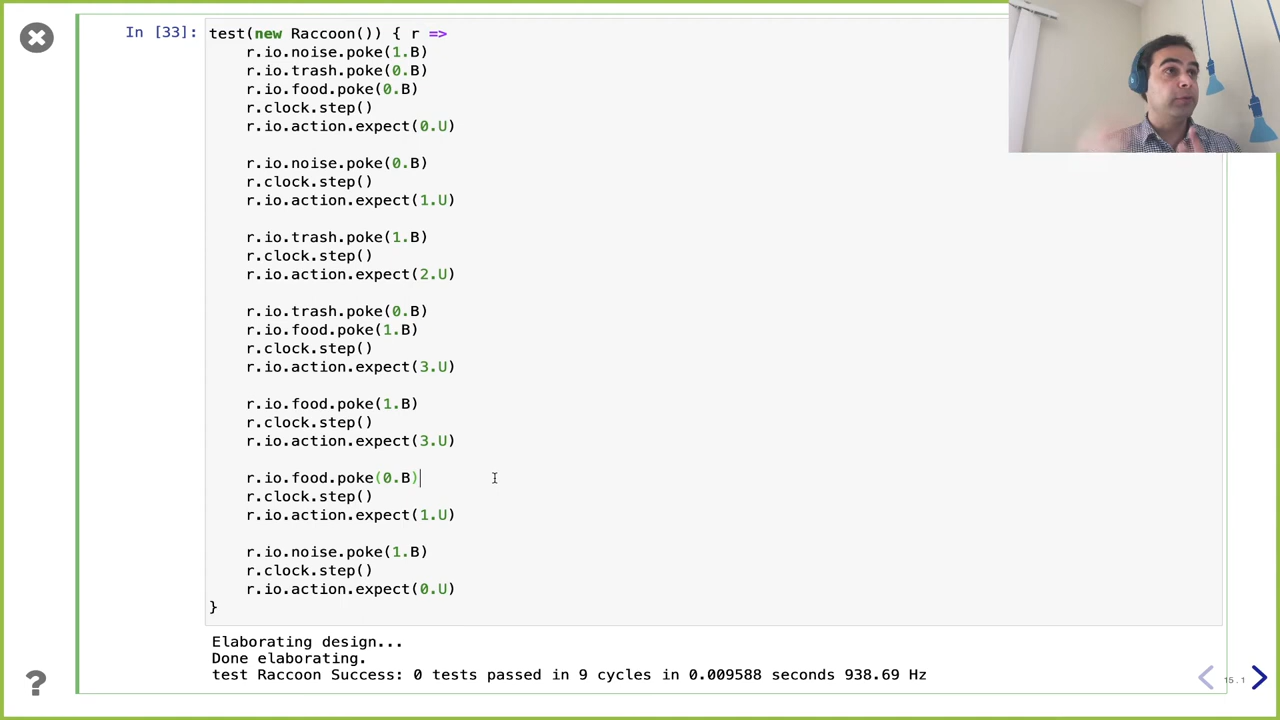 In [33]:
test(new Raccoon()) { r =>
    r.io.noise.poke(1.B)
    r.io.trash.poke(0.B)
    r.io.food.poke(0.B)
    r.clock.step()
    r.io.action.expect(0.U)

    r.io.noise.poke(0.B)
    r.clock.step()
    r.io.action.expect(1.U)

    r.io.trash.poke(1.B)
    r.clock.step()
    r.io.action.expect(2.U)

    r.io.trash.poke(0.B)
    r.io.food.poke(1.B)
    r.clock.step()
    r.io.action.expect(3.U)

    r.io.food.poke(1.B)
    r.clock.step()
    r.io.action.expect(3.U)

    r.io.food.poke(0.B)
    r.clock.step()
    r.io.action.expect(1.U)

    r.io.noise.poke(1.B)
    r.clock.step()
    r.io.action.expect(0.U)
}
Elaborating design...
Done elaborating.
test Raccoon Success: 0 tests passed in 9 cycles in 0.009588 seconds 938.69 Hz
?
15.1